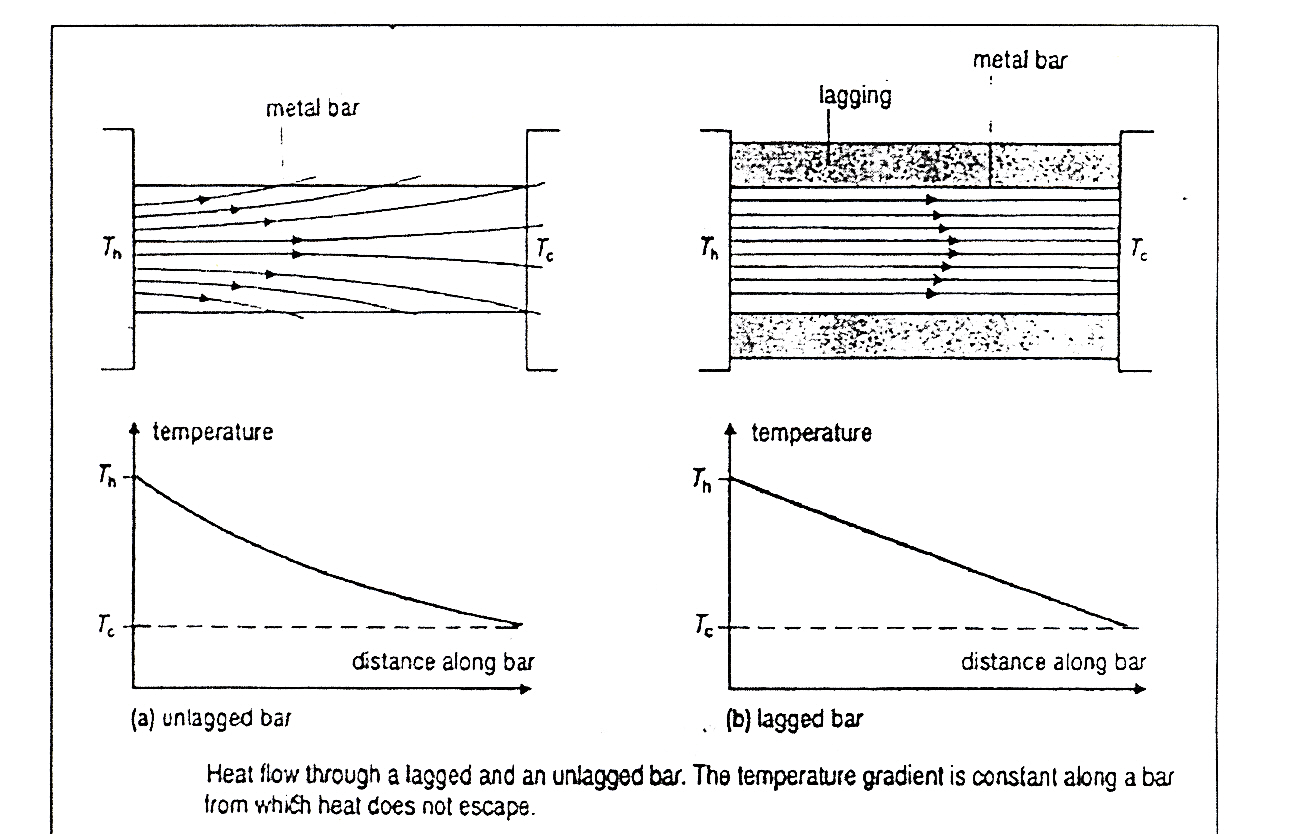 metal bar
metal bar
lagging
Th
Tc
Th
Tc
temperature
Th
Tc
distance along bar
(a) unlagged bar
temperature
Th
Tc
distance along bar
(b) lagged bar
Heat flow through a lagged and an unlagged bar. The temperature gradient is constant along a bar
from which heat does not escape.